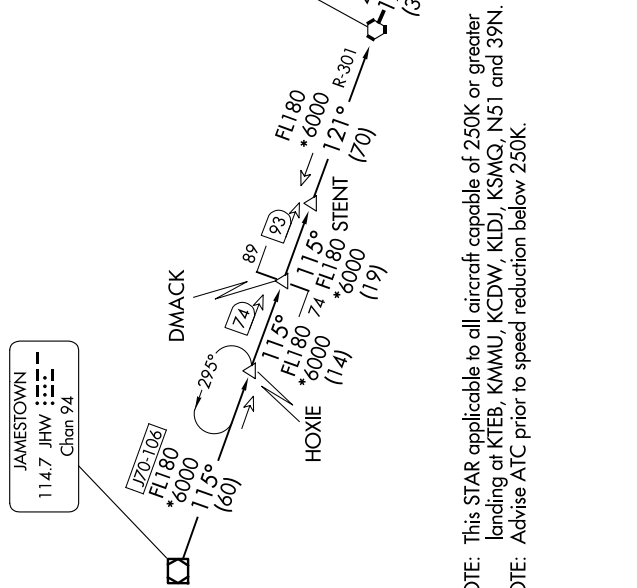 JAMESTOWN
114.7 JHW
Chan 94
J70-106
FL180
*6000
115°
(60)
295°
HOXIE
74
115°
FL180
*6000
(14)
DMACK
89
74
93
115°
FL180
*6000
(19)
STENT
FL180
*6000
121°
(70)
R-301
This STAR applicable to all aircraft capable of 250K or greater
landing at KTEB, KMMU, KCDW, KLDJ, KSMQ, N51 and 39N.
Advise ATC prior to speed reduction below 250K.